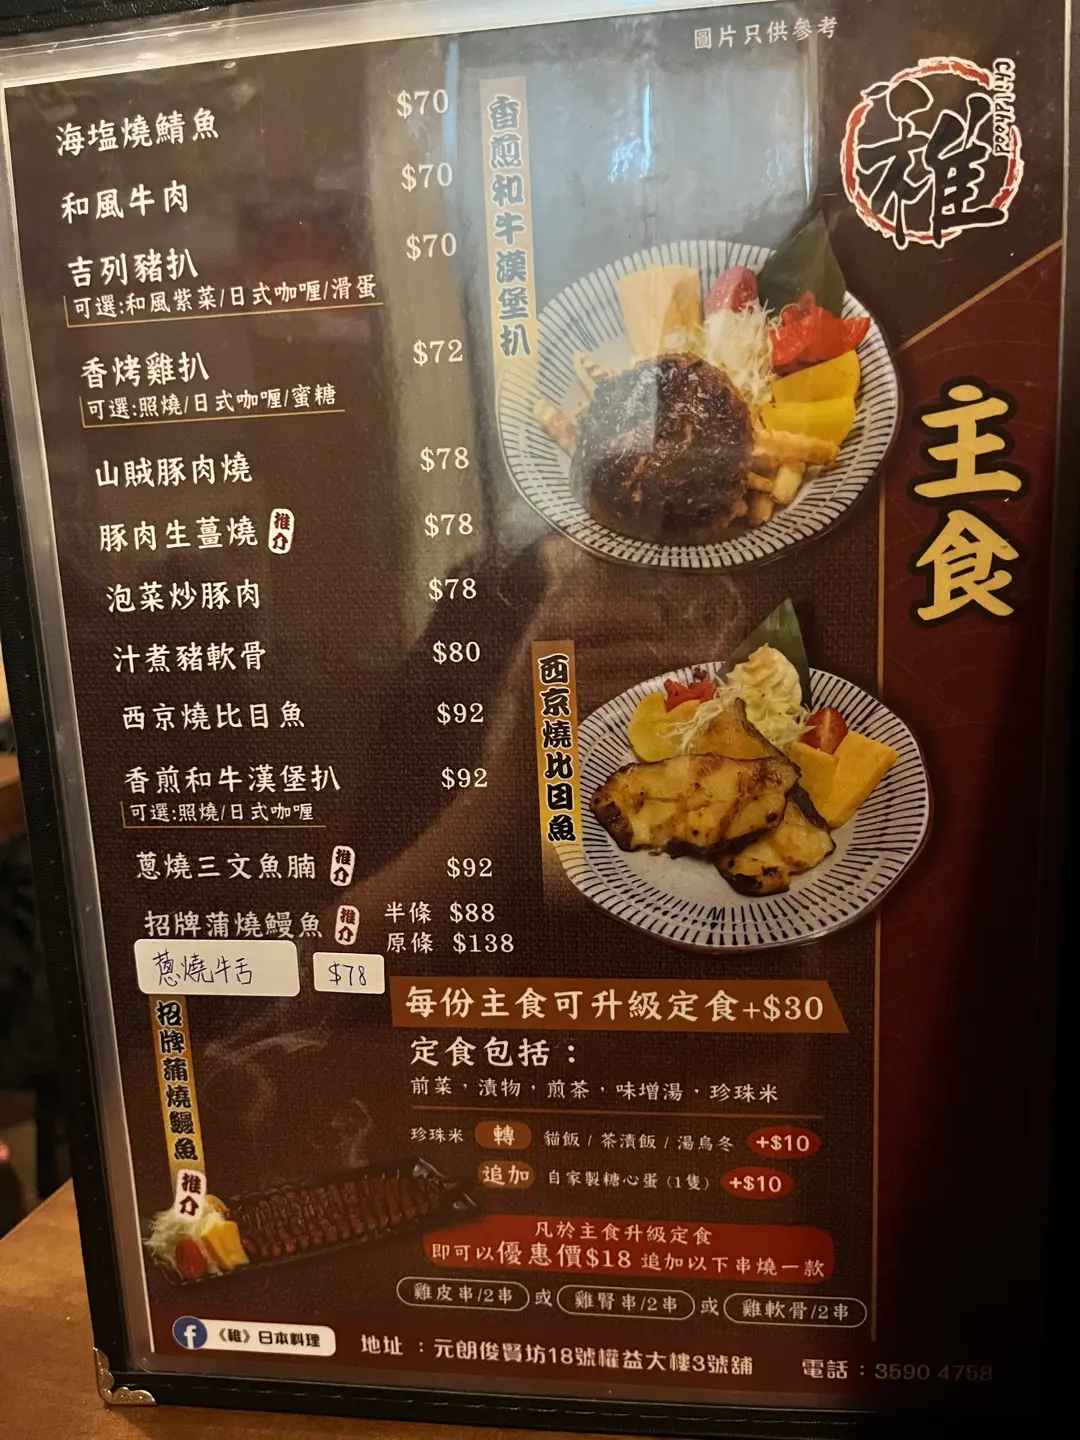 圖片只供參考
稚
childhood
主食
海塩燒鯖魚 $70
和風牛肉 $70
吉列豬扒 $70
可選:和風紫菜/日式咖喱/滑蛋
香烤雞扒 $72
可選:照燒/日式咖喱/蜜糖
山賊豚肉燒 $78
豚肉生薑燒 推介 $78
泡菜炒豚肉 $78
汁煮豬軟骨 $80
西京燒比目魚 $92
香煎和牛漢堡扒 $92
可選:照燒/日式咖喱
蔥燒三文魚腩 推介 $92
招牌蒲燒鰻魚 推介 半條 $88
原條 $138
蔥燒牛舌 $78
香煎和牛漢堡扒
西京燒比目魚
招牌蒲燒鰻魚
推介
每份主食可升級定食+$30
定食包括：
前菜，漬物，煎茶，味增湯，珍珠米
珍珠米 轉 貓飯 / 茶漬飯 / 湯烏冬 +$10
追加 自家製糖心蛋 (1隻) +$10
凡於主食升級定食
即可以優惠價$18 追加以下串燒一款
雞皮串/2串 或 雞腎串/2串 或 雞軟骨/2串
f 《稚》日本料理
地址：元朗俊賢坊18號權益大樓3號舖
電話：3590 4758